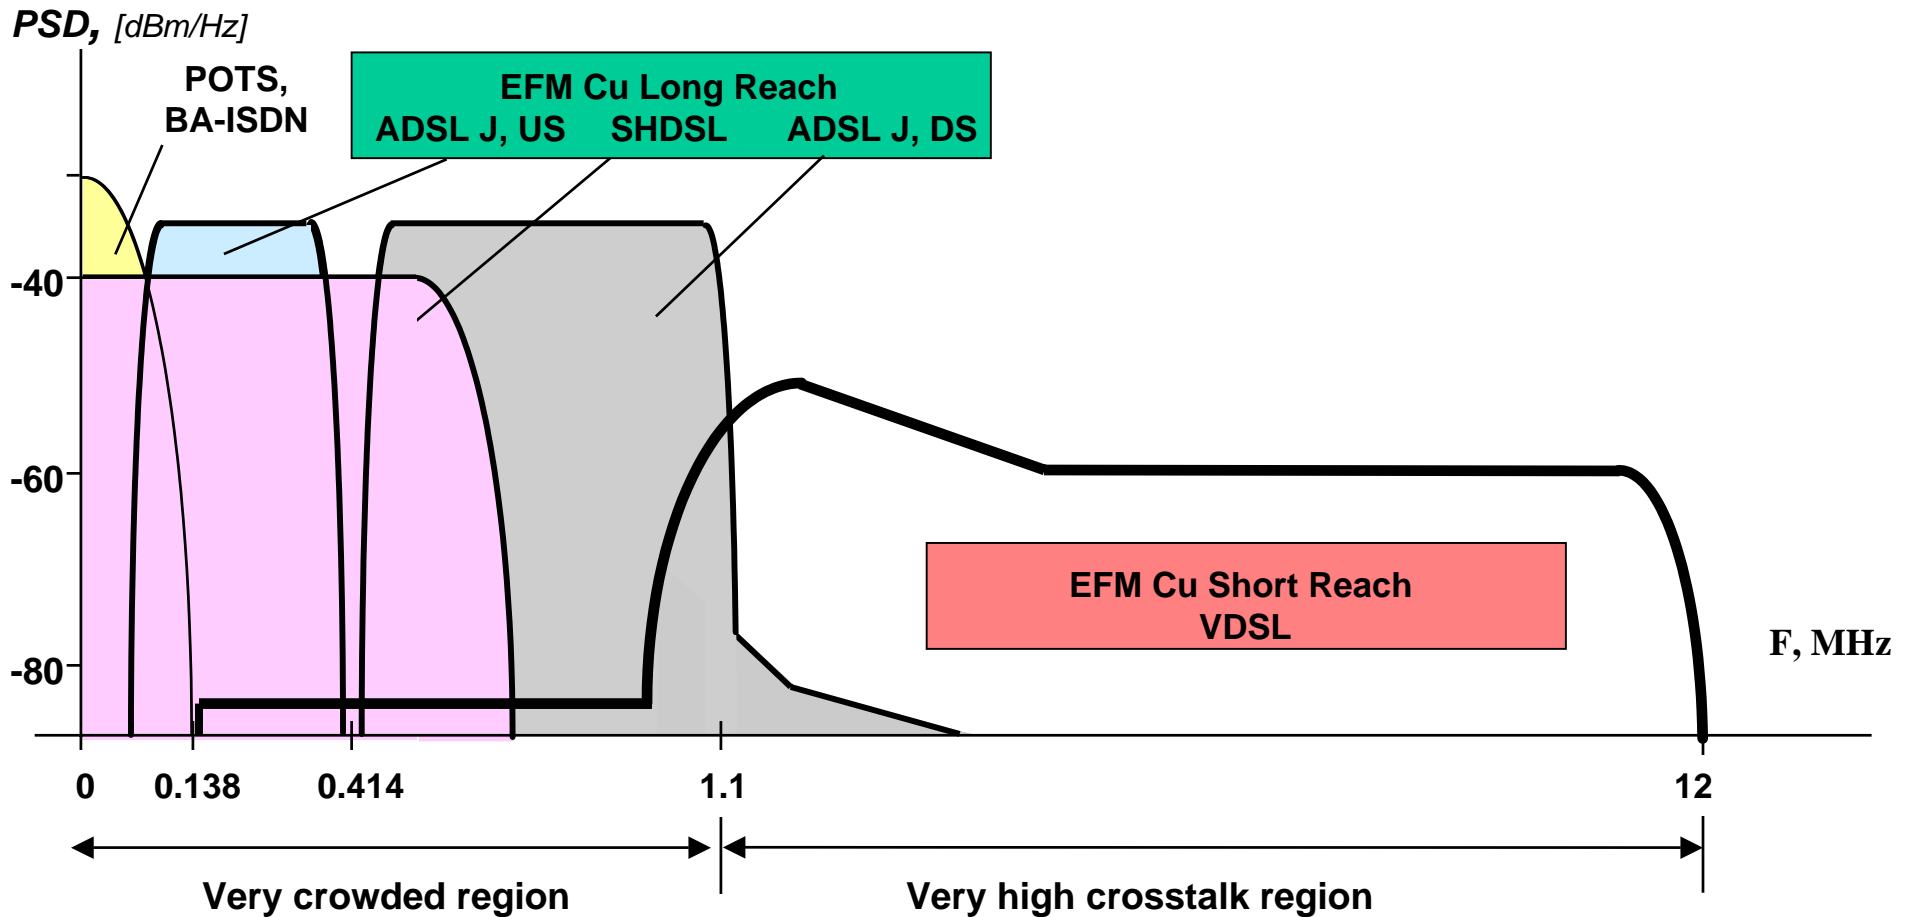 PSD, [dBm/Hz]
POTS,
BA-ISDN
EFM Cu Long Reach
ADSL J, US SHDSL ADSL J, DS
-40
-60
-80
EFM Cu Short Reach
VDSL
F, MHz
0 0.138 0.414 1.1 12
Very crowded region Very high crosstalk region